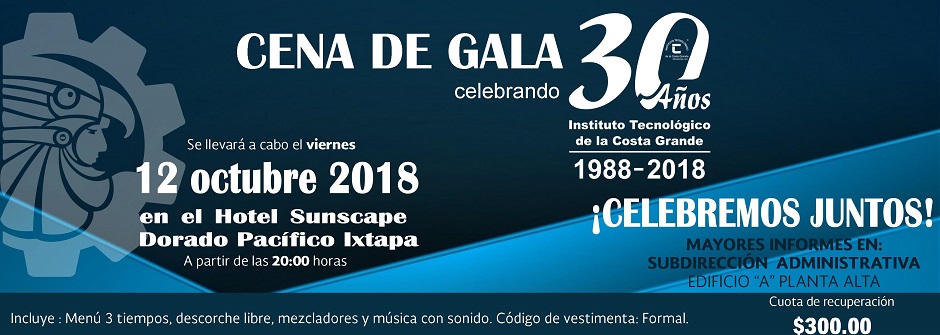 CENA DE GALA
celebrando
30
Años
Instituto Tecnológico
de la Costa Grande
1988-2018
Se llevará a cabo el viernes
12 octubre 2018
en el Hotel Sunscape
Dorado Pacífico Ixtapa
A partir de las 20:00 horas
¡CELEBREMOS JUNTOS!
MAYORES INFORMES EN:
SUBDIRECCIÓN ADMINISTRATIVA
EDIFICIO "A" PLANTA ALTA
Cuota de recuperación
$300.00
Incluye : Menú 3 tiempos, descorche libre, mezcladores y música con sonido. Código de vestimenta: Formal.